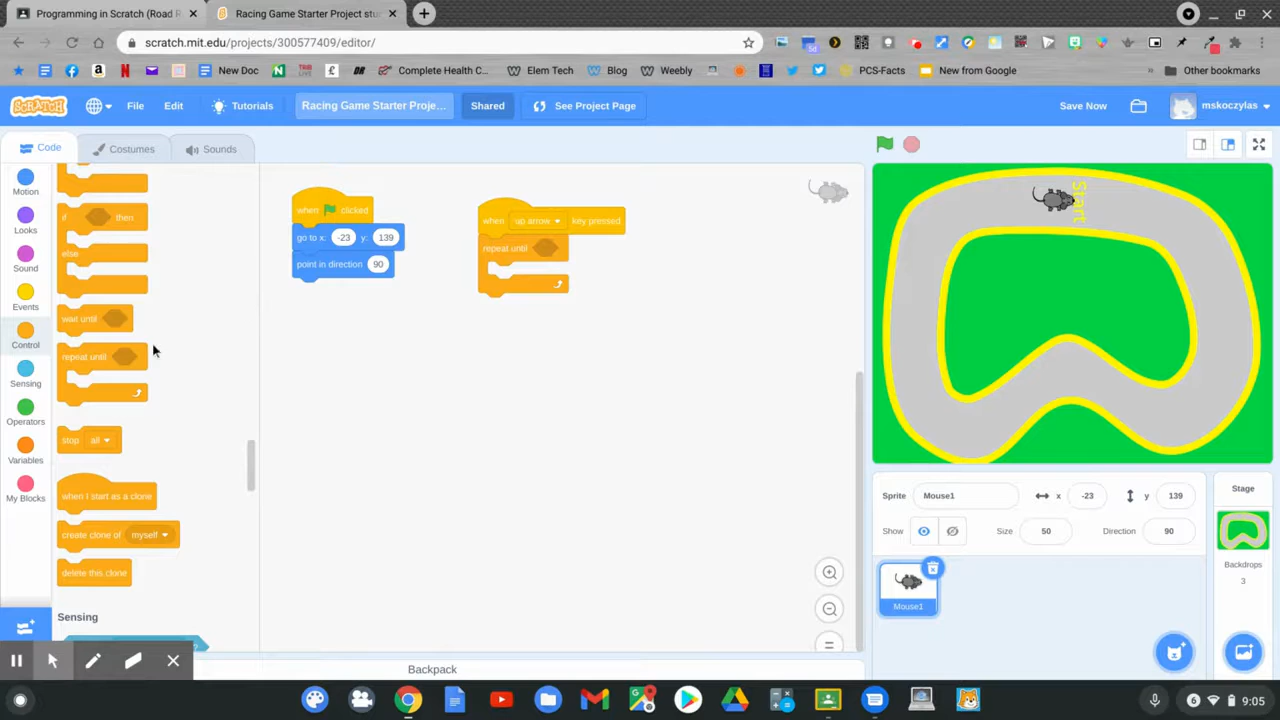 Programming in Scratch (Road R
Racing Game Starter Project stu
scratch.mit.edu/projects/300577409/editor/
New Doc
Complete Health C...
Elem Tech
Blog
Weebly
PCS-Facts
New from Google
Other bookmarks
SCRATCH
File
Edit
Tutorials
Racing Game Starter Proje...
Shared
See Project Page
Save Now
mskoczylas
Code
Costumes
Sounds
Motion
Looks
Sound
Events
Control
Sensing
Operators
Variables
My Blocks
if then
else
wait until
repeat until
stop all
when I start as a clone
create clone of myself
delete this clone
Sensing
when clicked
go to x: -23 y: 139
point in direction 90
when up arrow key pressed
repeat until
Start
Sprite Mouse1 x -23 y 139
Show Size 50 Direction 90
Mouse1
Stage
Backdrops
3
Backpack
6 9:05